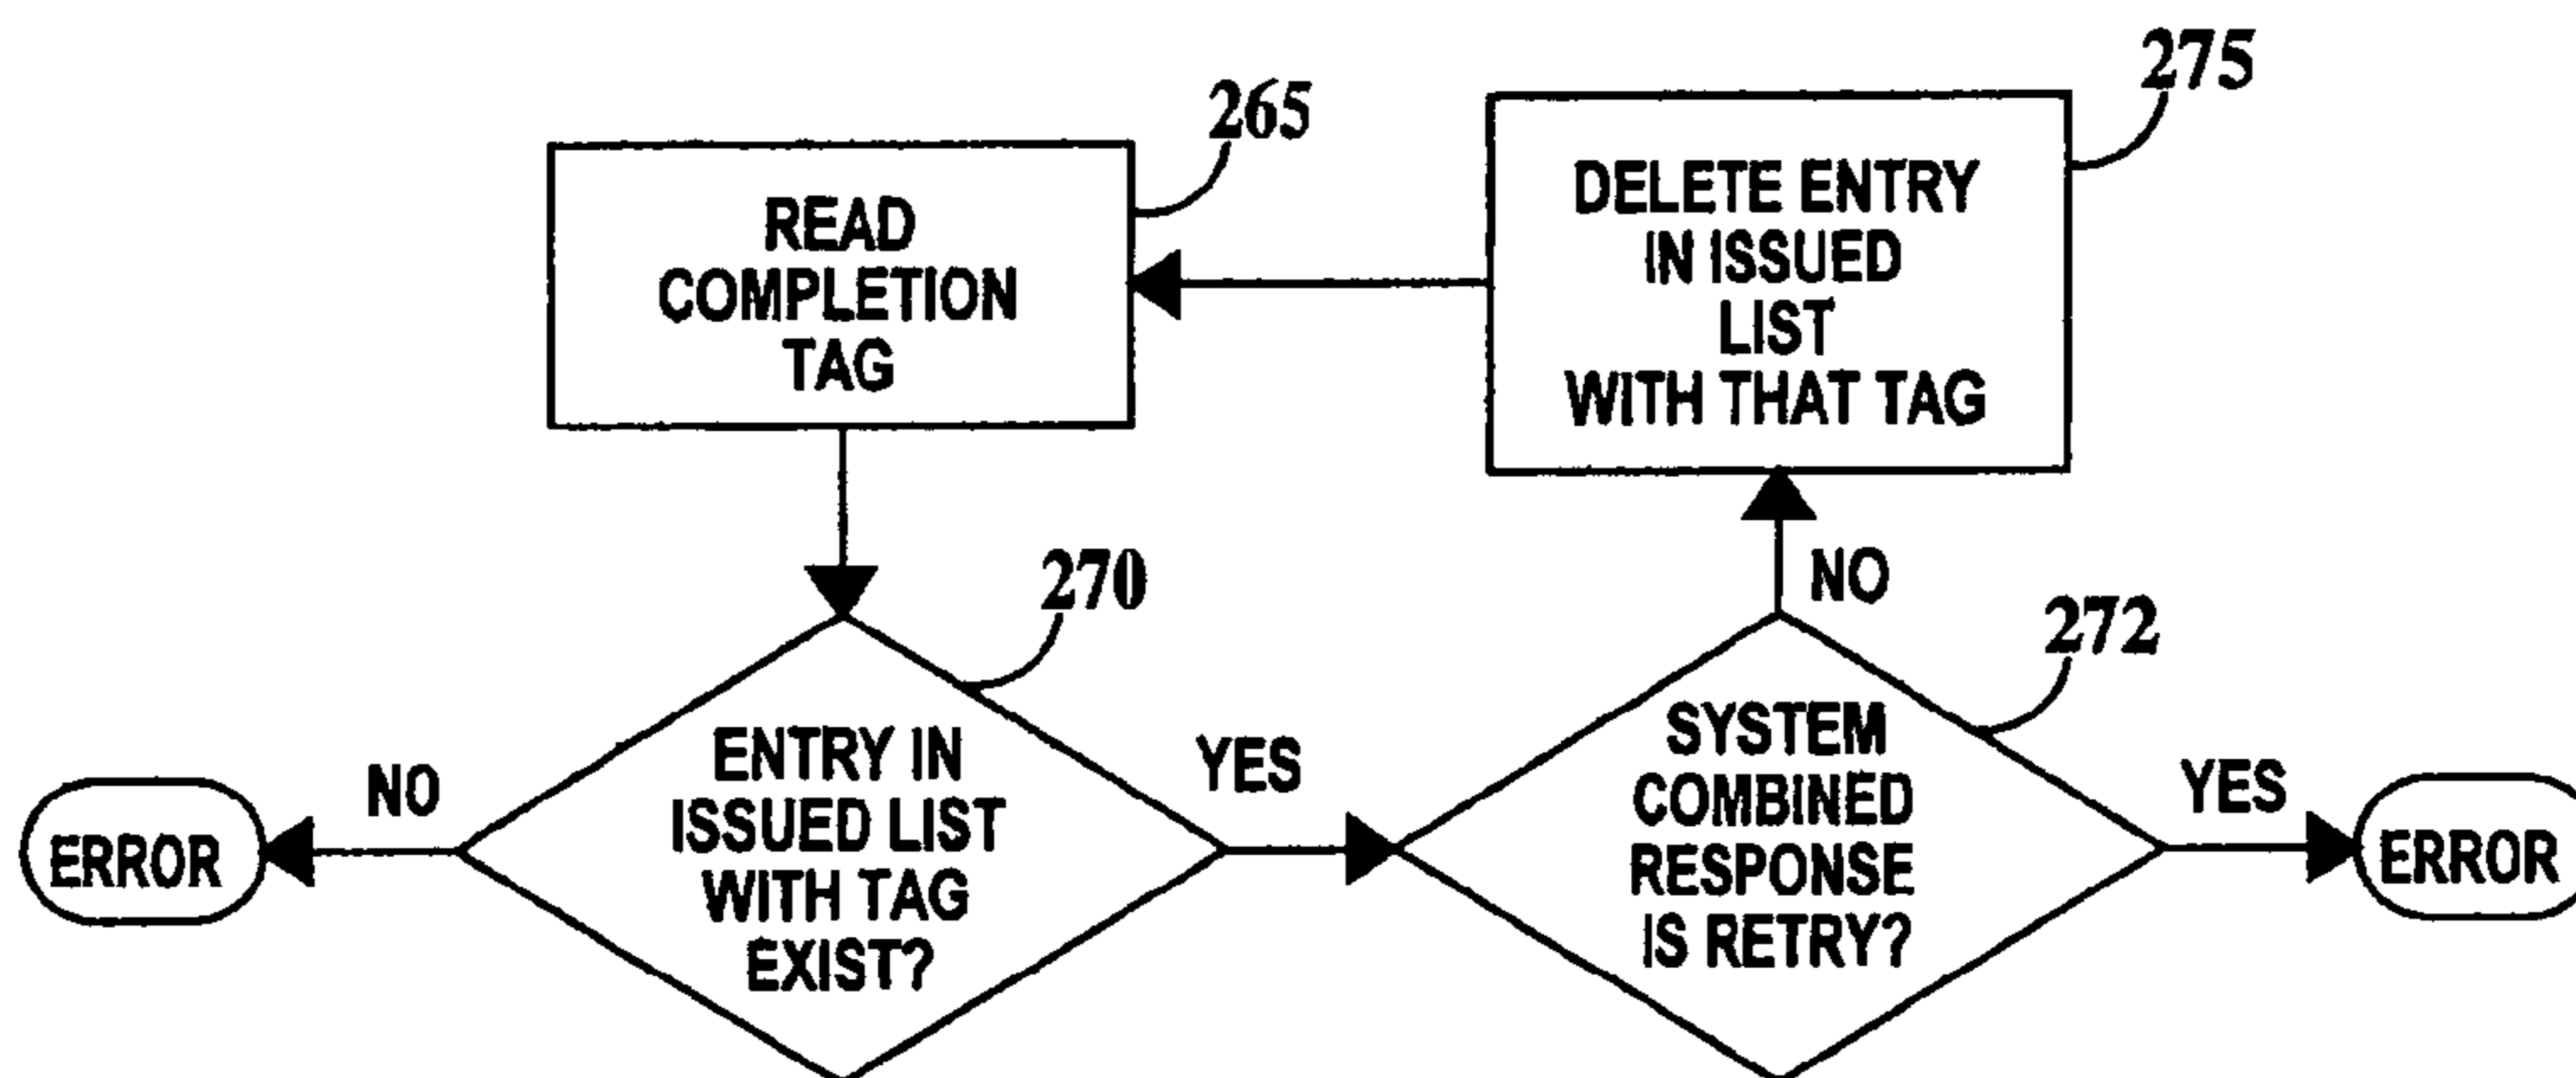 275
265
READ
COMPLETION
TAG
DELETE ENTRY
IN ISSUED
LIST
WITH THAT TAG
270
NO
272
ENTRY IN
ISSUED LIST
WITH TAG
EXIST?
NO
ERROR
YES
SYSTEM
COMBINED
RESPONSE
IS RETRY?
YES
ERROR